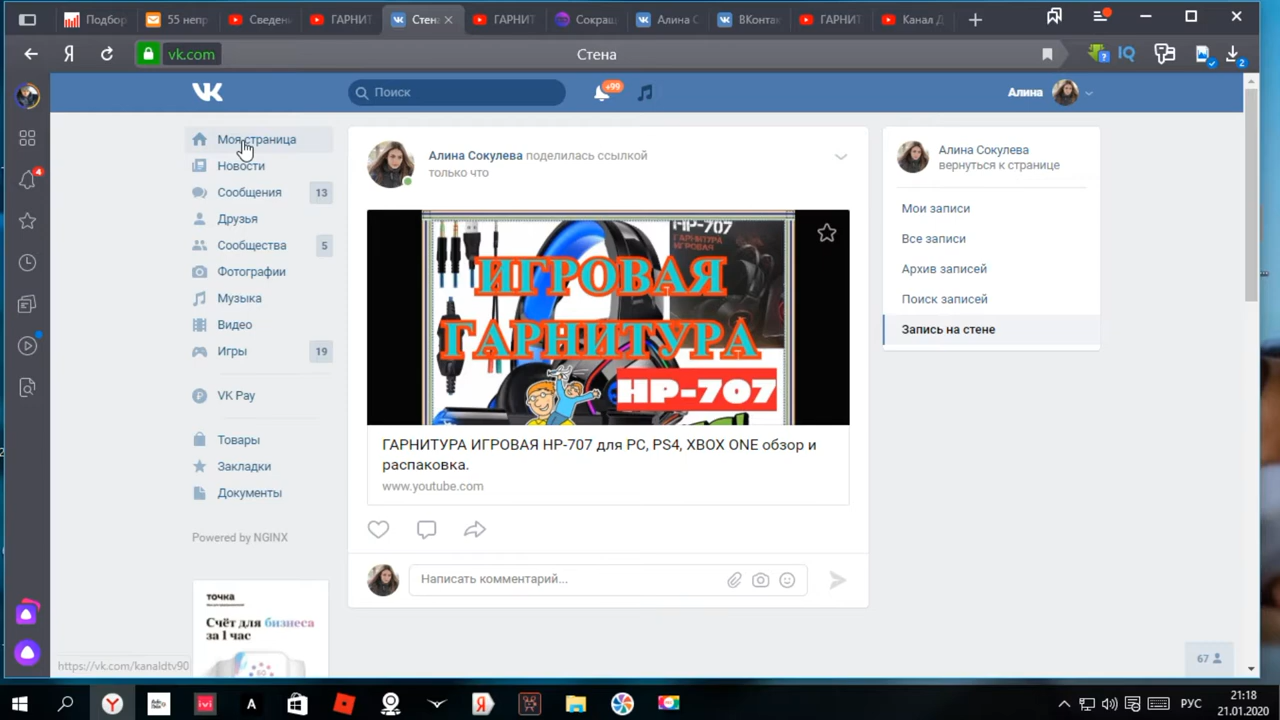 Подбор
55 непр
Сведени
ГАРНИТ
Стена
ГАРНИТ
Сокращ
Алина С
ВКонтак
ГАРНИТ
Канал Д
Я
vk.com
Стена
IQ
2
Поиск
+99
Алина
Моя страница
Новости
Сообщения 13
Друзья
Сообщества 5
Фотографии
Музыка
Видео
Игры 19
VK Pay
Товары
Закладки
Документы
Powered by NGINX
точка
Счёт для бизнеса
за 1 час
4
Алина Сокулева поделилась ссылкой
только что
HP-707
ГАРНИТУРА
ИГРОВАЯ
ИГРОВАЯ
ГАРНИТУРА
HP-707
ГАРНИТУРА ИГРОВАЯ HP-707 для PC, PS4, XBOX ONE обзор и
распаковка.
www.youtube.com
Написать комментарий...
Алина Сокулева
вернуться к странице
Мои записи
Все записи
Архив записей
Поиск записей
Запись на стене
67
https://vk.com/kanaldtv90
РУС
21:18
21.01.2020